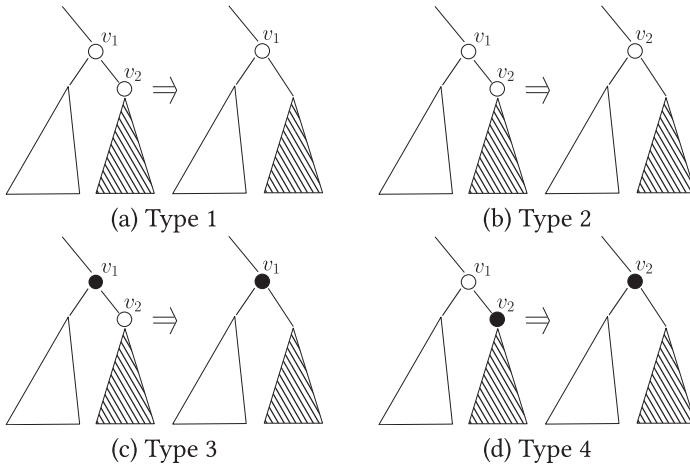 v₁ v₁ v₁ v₂
v₂ ⇒ v₂ ⇒
(a) Type 1 (b) Type 2
v₁ v₁ v₁ v₂
v₂ ⇒ v₂ ⇒
(c) Type 3 (d) Type 4